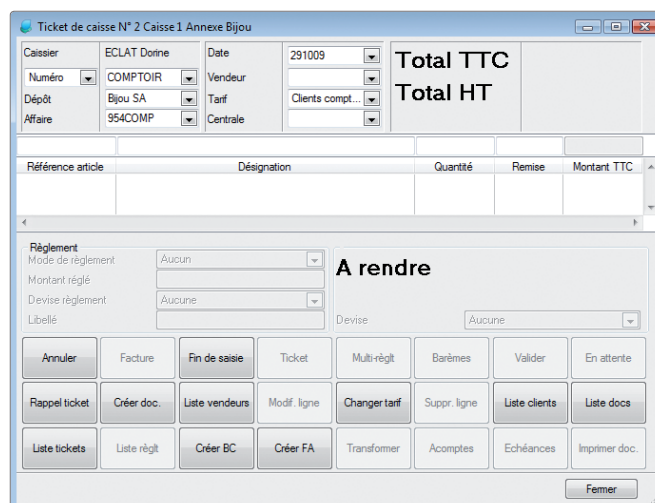 Ticket de caisse N° 2 Caisse 1 Annexe Bijou
Caissier ECLAT Dorine Date 291009 Total TTC
Numéro COMPTOIR Vendeur
Dépôt Bijou SA Tarif Clients compt... Total HT
Affaire 954COMP Centrale
Référence article Désignation Quantité Remise Montant TTC
Règlement
Mode de règlement Aucun A rendre
Montant réglé
Devise règlement Aucune
Libellé Devise Aucune
Annuler Facture Fin de saisie Ticket Multi-règlt Barèmes Valider En attente
Rappel ticket Créer doc. Liste vendeurs Modif. ligne Changer tarif Suppr. ligne Liste clients Liste docs
Liste tickets Liste règlt Créer BC Créer FA Transformer Acomptes Echéances Imprimer doc.
Fermer